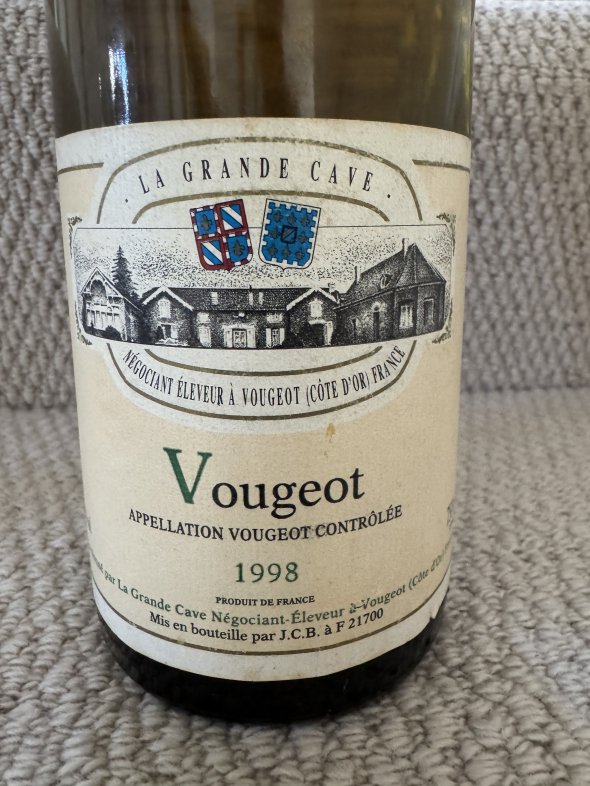 · LA GRANDE CAVE ·
NÉGOCIANT ÉLEVEUR À VOUGEOT (CÔTE D'OR) FRANCE
Vougeot
APPELLATION VOUGEOT CONTRÔLÉE
1998
PRODUIT DE FRANCE
par La Grande Cave Négociant-Éleveur à Vougeot (Côte d'Or)
Mis en bouteille par J.C.B. à F 21700